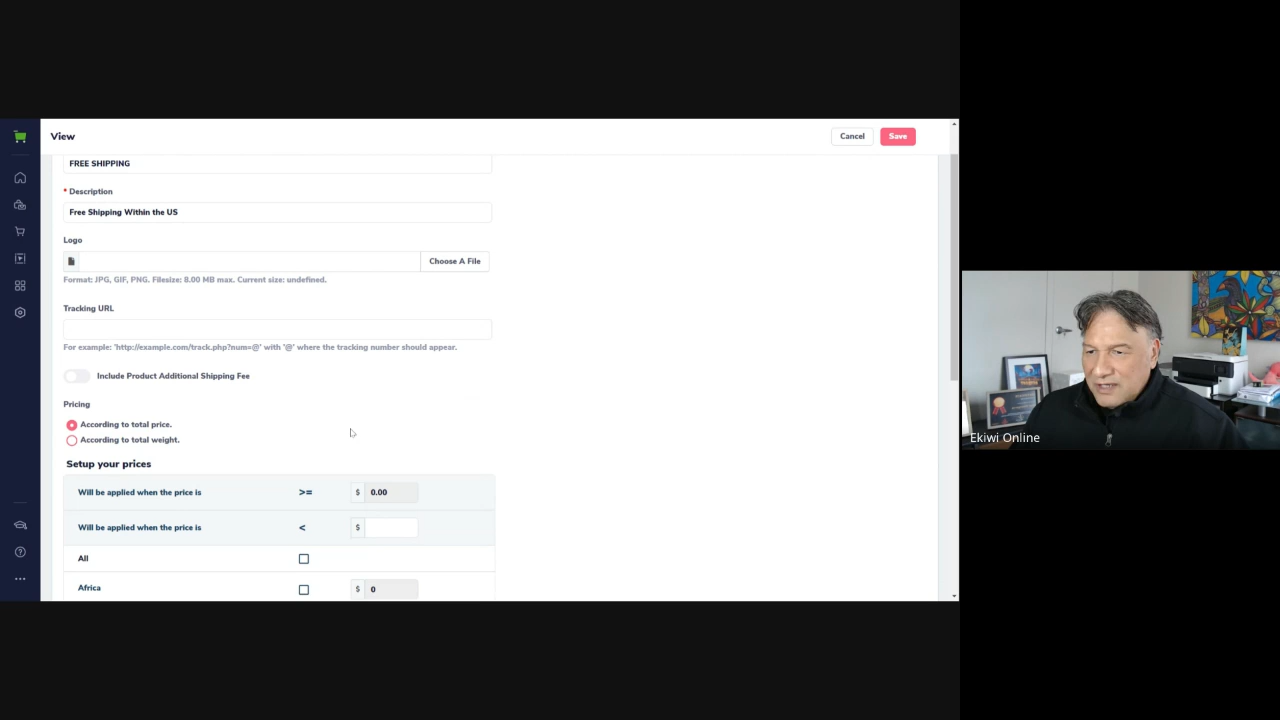 View
Cancel
Save
FREE SHIPPING
* Description
Free Shipping Within the US
Logo
Choose A File
Format: JPG, GIF, PNG. Filesize: 8.00 MB max. Current size: undefined.
Tracking URL
For example: 'http://example.com/track.php?num=@' with '@' where the tracking number should appear.
Include Product Additional Shipping Fee
Pricing
According to total price.
According to total weight.
Setup your prices
Will be applied when the price is >= $ 0.00
Will be applied when the price is < $
All
Africa $ 0
Ekiwi Online